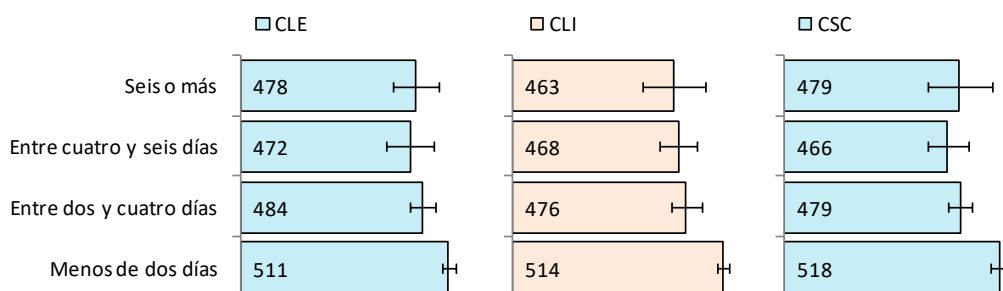 CLE CLI CSC
Seis o más 478 463 479
Entre cuatro y seis días 472 468 466
Entre dos y cuatro días 484 476 479
Menos de dos días 511 514 518